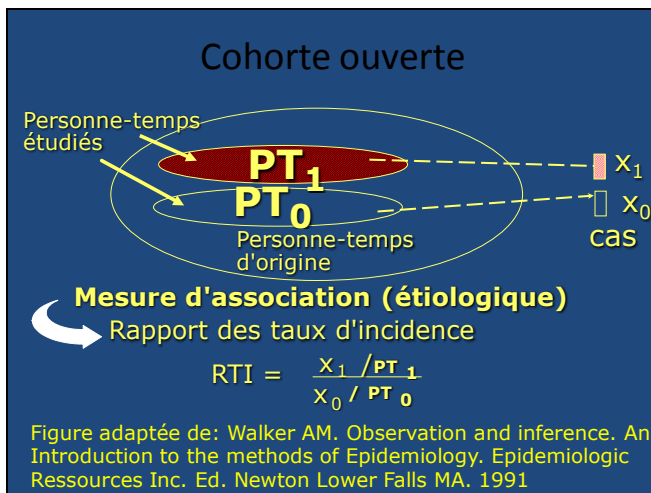 Cohorte ouverte
Personne-temps
étudiés
PT1
PT0
x1
x0
cas
Personne-temps
d'origine
Mesure d'association (étiologique)
Rapport des taux d'incidence
RTI = x1 /PT 1
x0 / PT 0
Figure adaptée de: Walker AM. Observation and inference. An
Introduction to the methods of Epidemiology. Epidemiologic
Ressources Inc. Ed. Newton Lower Falls MA. 1991